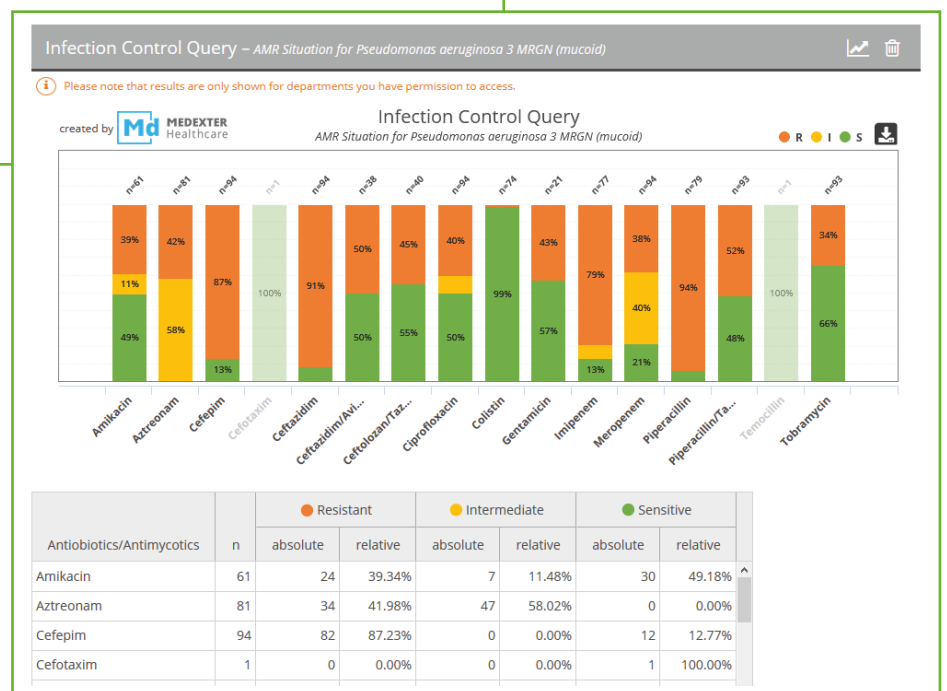 Infection Control Query – AMR Situation for Pseudomonas aeruginosa 3 MRGN (mucoid)
i Please note that results are only shown for departments you have permission to access.
created by Md MEDEXTER Healthcare
Infection Control Query
AMR Situation for Pseudomonas aeruginosa 3 MRGN (mucoid)
R I S
n=61 n=81 n=94 n=1 n=94 n=38 n=40 n=94 n=74 n=21 n=77 n=94 n=79 n=93 n=1 n=93
39% 42% 87% 100% 91% 50% 45% 40% 99% 43% 79% 38% 94% 52% 100% 34%
11% 58% 40%
49% 13% 50% 55% 50% 57% 13% 21% 48% 66%
Amikacin Aztreonam Cefepim Cefotaxim Ceftazidim Ceftazidim/Avi... Ceftolozan/Taz... Ciprofloxacin Colistin Gentamicin Imipenem Meropenem Piperacillin Piperacillin/Ta... Temocillin Tobramycin
Resistant Intermediate Sensitive
Antiobiotics/Antimycotics n absolute relative absolute relative absolute relative
Amikacin 61 24 39.34% 7 11.48% 30 49.18%
Aztreonam 81 34 41.98% 47 58.02% 0 0.00%
Cefepim 94 82 87.23% 0 0.00% 12 12.77%
Cefotaxim 1 0 0.00% 0 0.00% 1 100.00%